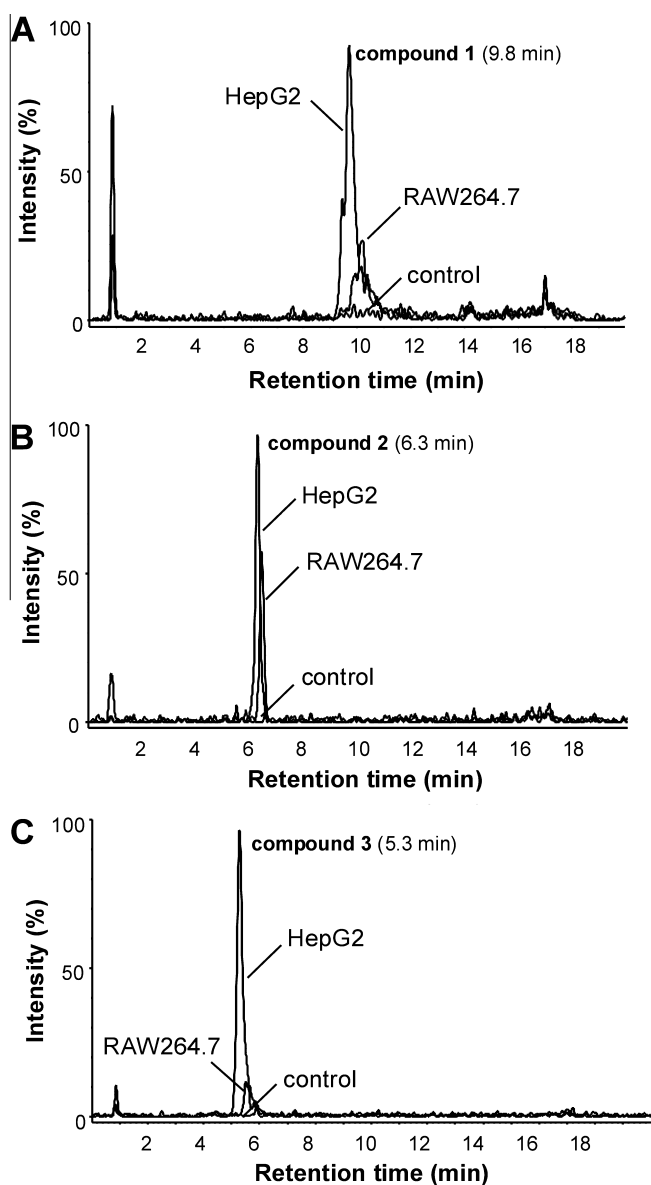 A
100
compound 1 (9.8 min)
HepG2
Intensity (%)
50
RAW264.7
control
0
2 4 6 8 10 12 14 16 18
Retention time (min)
B
100
compound 2 (6.3 min)
HepG2
Intensity (%)
50
RAW264.7
control
0
2 4 6 8 10 12 14 16 18
Retention time (min)
C
100
compound 3 (5.3 min)
HepG2
Intensity (%)
50
RAW264.7
control
0
2 4 6 8 10 12 14 16 18
Retention time (min)